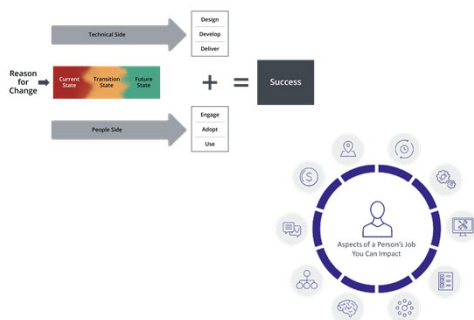 Technical Side
Design
Develop
Deliver
Reason
for
Change
Current
State
Transition
State
Future
State
+
=
Success
People Side
Engage
Adopt
Use
$
Aspects of a Person's Job
You Can Impact